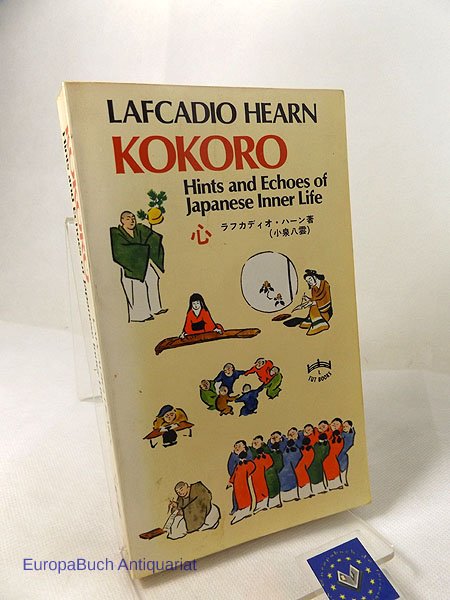 LAFCADIO HEARN
KOKORO
Hints and Echoes of
Japanese Inner Life
心
ラフカディオ・ハーン著
(小泉八雲)
TUT BOOKS
EuropaBuch Antiquariat